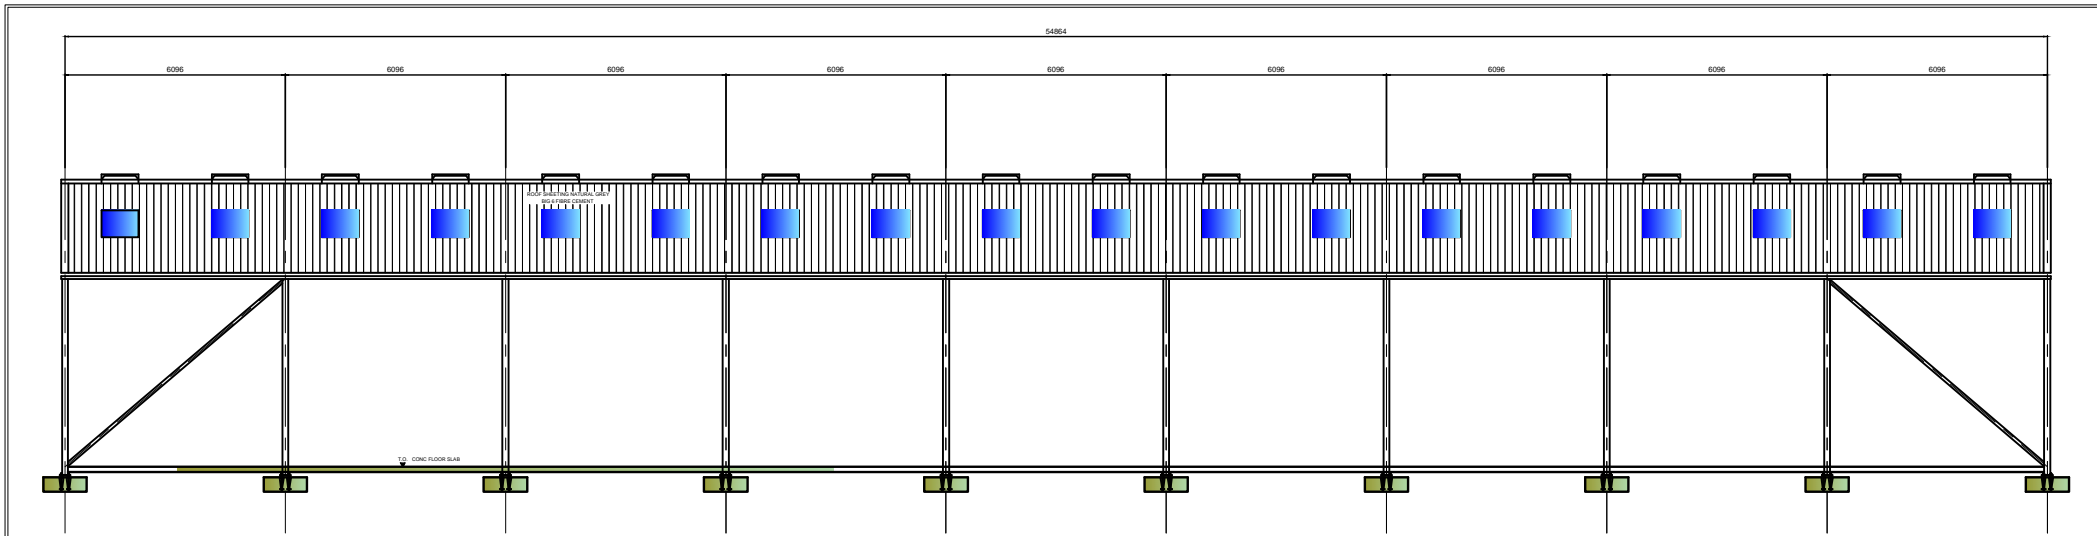 54864
6096 6096 6096 6096 6096 6096 6096 6096 6096
ROOF SHEETING NATURAL GREY
BIG 6 FIBRE CEMENT
T.O. CONC FLOOR SLAB